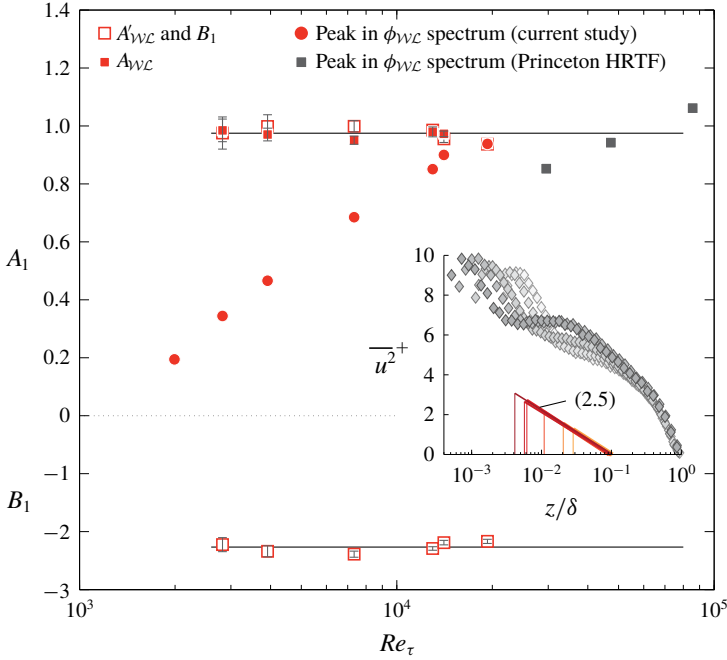 1.4
A′𝒲ℒ and B₁
Peak in ϕ𝒲ℒ spectrum (current study)
A𝒲ℒ
Peak in ϕ𝒲ℒ spectrum (Princeton HRTF)
1.2
1.0
0.8
0.6
A₁
0.4
0.2
0
−1
B₁
−2
−3
10³
10⁴
10⁵
Re_τ
10
8
6
4
2
0
u²⁺
(2.5)
10⁻³
10⁻²
10⁻¹
10⁰
z/δ